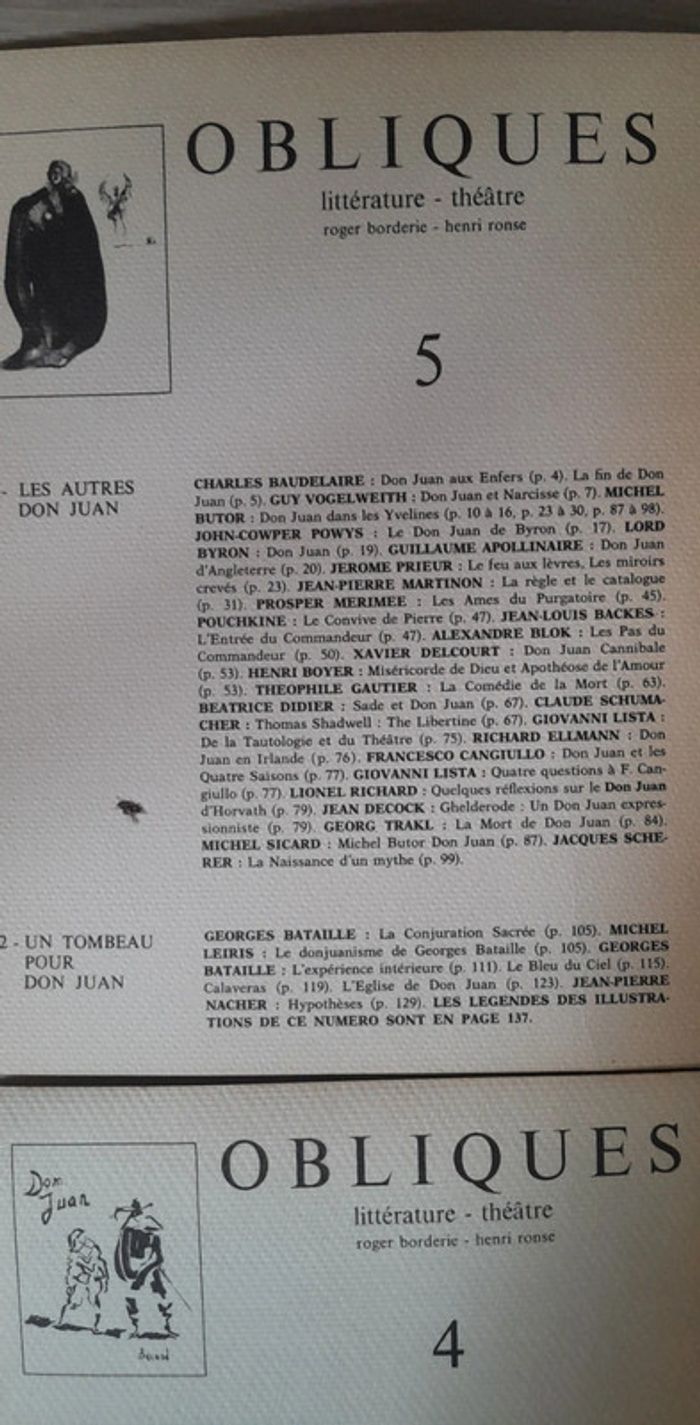 OBLIQUES
littérature - théâtre
roger borderie - henri ronse
5
- LES AUTRES
DON JUAN
CHARLES BAUDELAIRE : Don Juan aux Enfers (p. 4). La fin de Don
Juan (p. 5). GUY VOGELWEITH : Don Juan et Narcisse (p. 7). MICHEL
BUTOR : Don Juan dans les Yvelines (p. 10 à 16, p. 23 à 30, p. 87 à 98).
JOHN-COWPER POWYS : Le Don Juan de Byron (p. 17). LORD
BYRON : Don Juan (p. 19). GUILLAUME APOLLINAIRE : Don Juan
d'Angleterre (p. 20). JEROME PRIEUR : Le feu aux lèvres, Les miroirs
crevés (p. 23). JEAN-PIERRE MARTINON : La règle et le catalogue
(p. 31). PROSPER MERIMEE : Les Ames du Purgatoire (p. 45).
POUCHKINE : Le Convive de Pierre (p. 47). JEAN-LOUIS BACKES :
L'Entrée du Commandeur (p. 47). ALEXANDRE BLOK : Les Pas du
Commandeur (p. 50). XAVIER DELCOURT : Don Juan Cannibale
(p. 53). HENRI BOYER : Miséricorde de Dieu et Apothéose de l'Amour
(p. 53). THEOPHILE GAUTIER : La Comédie de la Mort (p. 63).
BEATRICE DIDIER : Sade et Don Juan (p. 67). CLAUDE SCHUMA-
CHER : Thomas Shadwell : The Libertine (p. 67). GIOVANNI LISTA :
De la Tautologie et du Théâtre (p. 75). RICHARD ELLMANN : Don
Juan en Irlande (p. 76). FRANCESCO CANGIULLO : Don Juan et les
Quatre Saisons (p. 77). GIOVANNI LISTA : Quatre questions à F. Can-
giullo (p. 77). LIONEL RICHARD : Quelques réflexions sur le Don Juan
d'Horvath (p. 79). JEAN DECOCK : Ghelderode : Un Don Juan expres-
sionniste (p. 79). GEORG TRAKL : La Mort de Don Juan (p. 84).
MICHEL SICARD : Michel Butor Don Juan (p. 87). JACQUES SCHE-
RER : La Naissance d'un mythe (p. 99).
2 - UN TOMBEAU
POUR
DON JUAN
GEORGES BATAILLE : La Conjuration Sacrée (p. 105). MICHEL
LEIRIS : Le donjuanisme de Georges Bataille (p. 105). GEORGES
BATAILLE : L'expérience intérieure (p. 111). Le Bleu du Ciel (p. 115).
Calaveras (p. 119). L'Eglise de Don Juan (p. 123). JEAN-PIERRE
NACHER : Hypothèses (p. 129). LES LEGENDES DES ILLUSTRA-
TIONS DE CE NUMERO SONT EN PAGE 137.
Don
Juan
OBLIQUES
littérature - théâtre
roger borderie - henri ronse
4